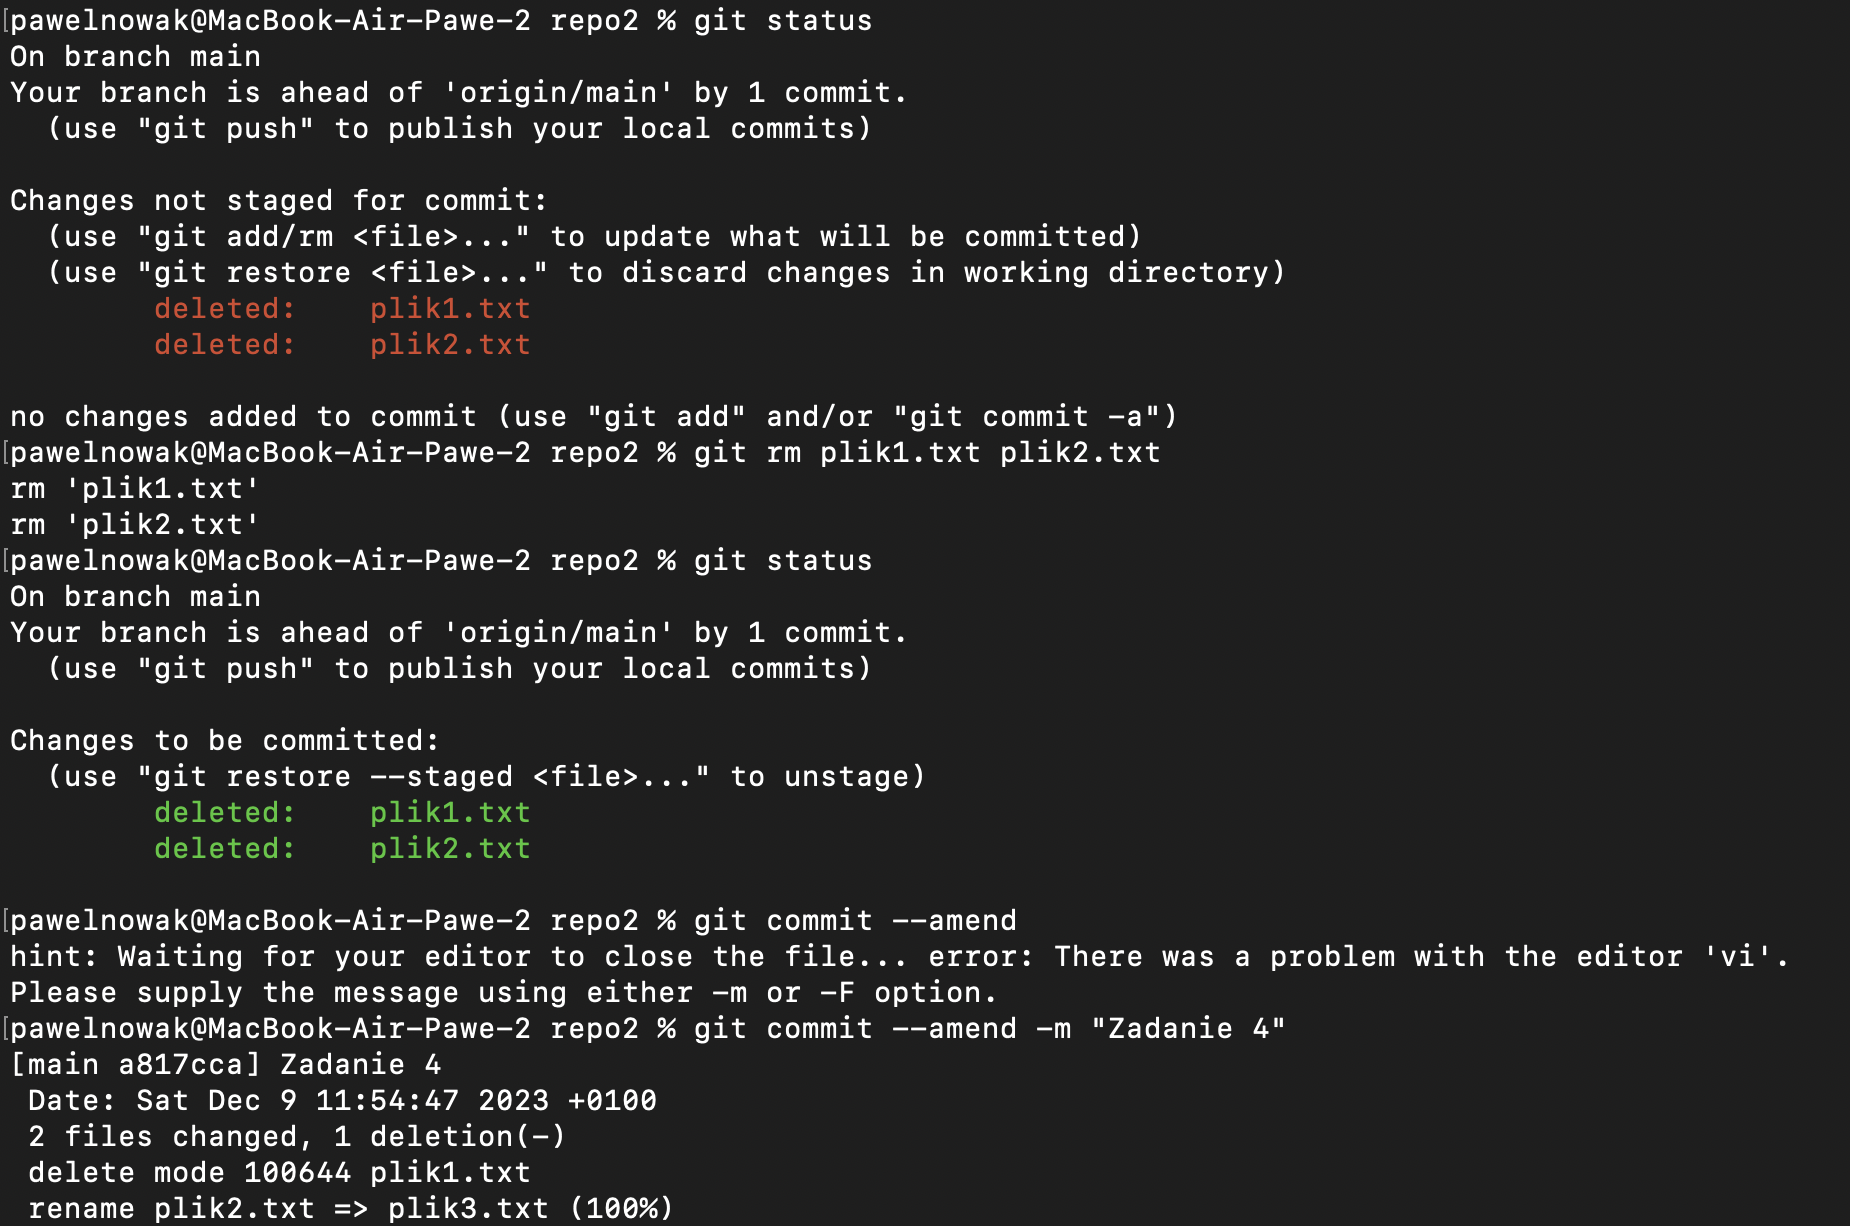 [pawelnowak@MacBook-Air-Pawe-2 repo2 % git status
On branch main
Your branch is ahead of 'origin/main' by 1 commit.
  (use "git push" to publish your local commits)

Changes not staged for commit:
  (use "git add/rm <file>..." to update what will be committed)
  (use "git restore <file>..." to discard changes in working directory)
        deleted:    plik1.txt
        deleted:    plik2.txt

no changes added to commit (use "git add" and/or "git commit -a")
[pawelnowak@MacBook-Air-Pawe-2 repo2 % git rm plik1.txt plik2.txt
rm 'plik1.txt'
rm 'plik2.txt'
[pawelnowak@MacBook-Air-Pawe-2 repo2 % git status
On branch main
Your branch is ahead of 'origin/main' by 1 commit.
  (use "git push" to publish your local commits)

Changes to be committed:
  (use "git restore --staged <file>..." to unstage)
        deleted:    plik1.txt
        deleted:    plik2.txt

[pawelnowak@MacBook-Air-Pawe-2 repo2 % git commit --amend
hint: Waiting for your editor to close the file... error: There was a problem with the editor 'vi'.
Please supply the message using either -m or -F option.
[pawelnowak@MacBook-Air-Pawe-2 repo2 % git commit --amend -m "Zadanie 4"
[main a817cca] Zadanie 4
 Date: Sat Dec 9 11:54:47 2023 +0100
 2 files changed, 1 deletion(-)
 delete mode 100644 plik1.txt
 rename plik2.txt => plik3.txt (100%)